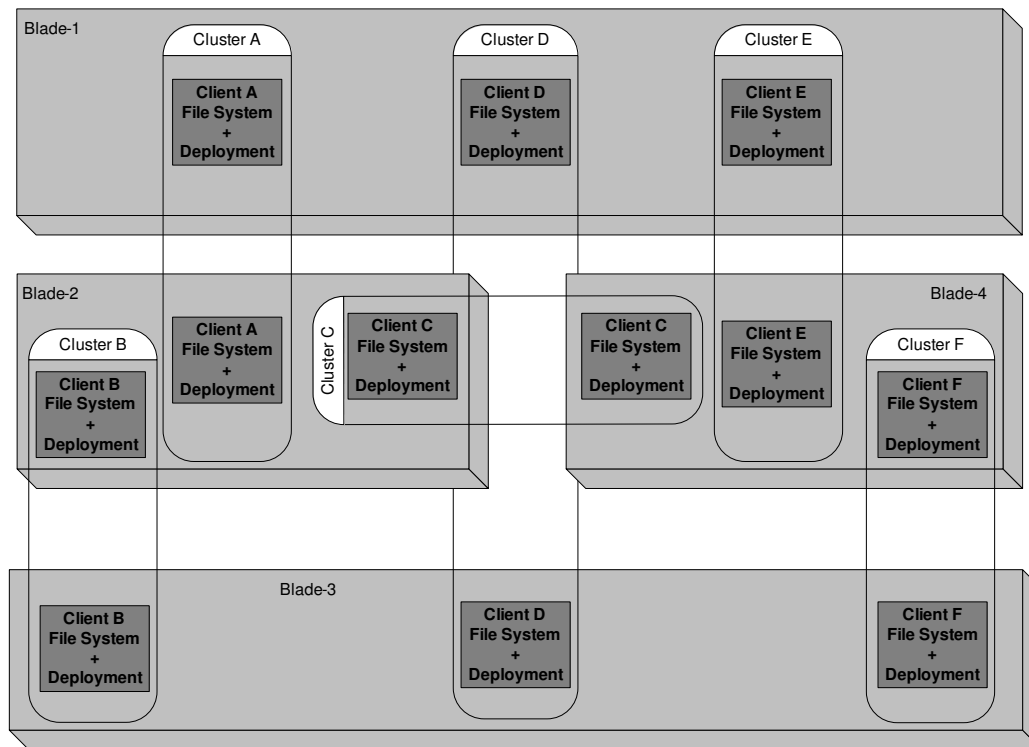 Blade-1
Cluster A
Cluster D
Cluster E
Client A
File System
+
Deployment
Client D
File System
+
Deployment
Client E
File System
+
Deployment
Blade-2
Blade-4
Cluster B
Client A
File System
+
Deployment
Cluster C
Client C
File System
+
Deployment
Client C
File System
+
Deployment
Client E
File System
+
Deployment
Cluster F
Client B
File System
+
Deployment
Client F
File System
+
Deployment
Blade-3
Client B
File System
+
Deployment
Client D
File System
+
Deployment
Client F
File System
+
Deployment